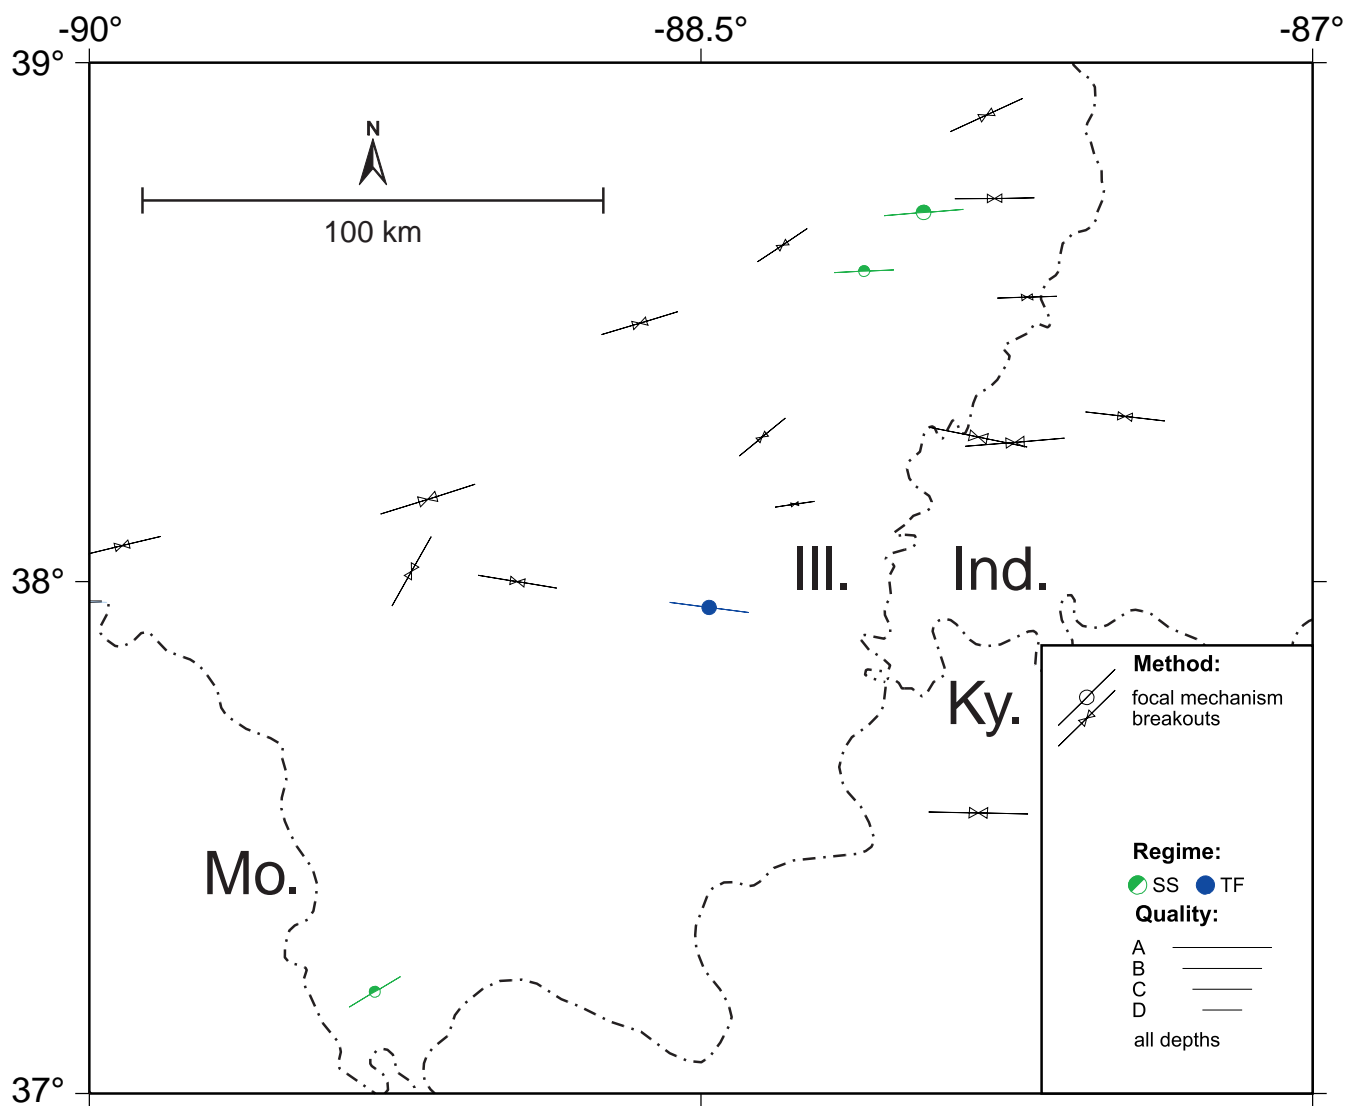 -90° -88.5° -87°
39°
N
100 km
38°
Ill. Ind.
Method:
focal mechanism
breakouts
Ky.
Mo.
Regime:
SS TF
Quality:
A
B
C
D
all depths
37°